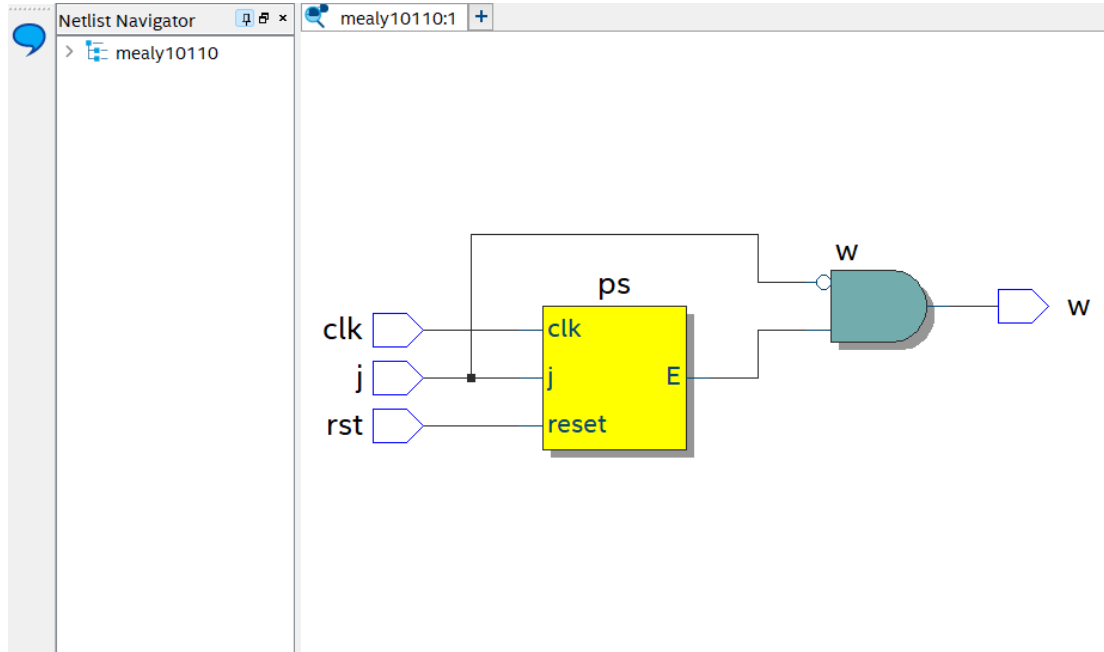 Netlist Navigator
mealy10110
mealy10110:1 +
ps
w
clk
clk
j
j
E
rst
reset
w